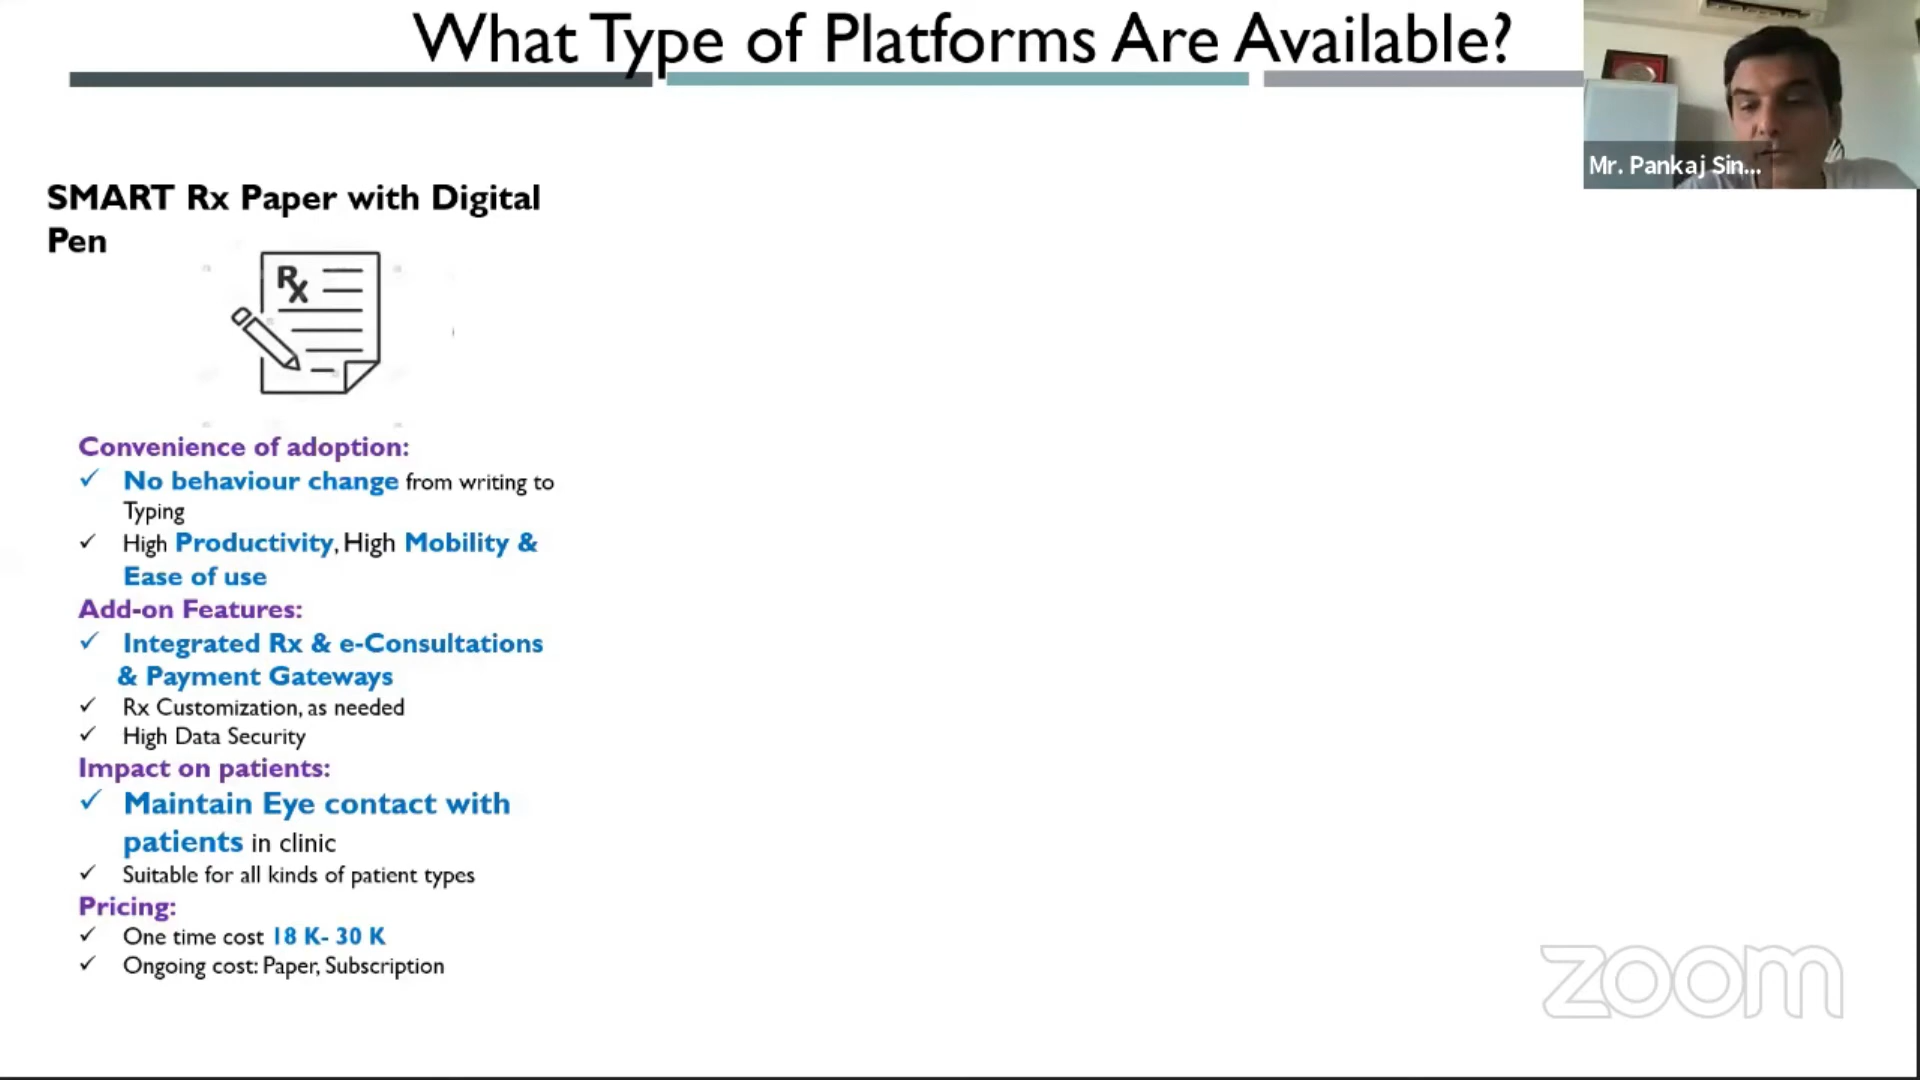 What Type of Platforms Are Available?
Mr. Pankaj Sin...
SMART Rx Paper with Digital
Pen
Rx
Convenience of adoption:
✓ No behaviour change from writing to
Typing
✓ High Productivity, High Mobility &
Ease of use
Add-on Features:
✓ Integrated Rx & e-Consultations
& Payment Gateways
✓ Rx Customization, as needed
✓ High Data Security
Impact on patients:
✓ Maintain Eye contact with
patients in clinic
✓ Suitable for all kinds of patient types
Pricing:
✓ One time cost 18 K- 30 K
✓ Ongoing cost: Paper, Subscription
zoom